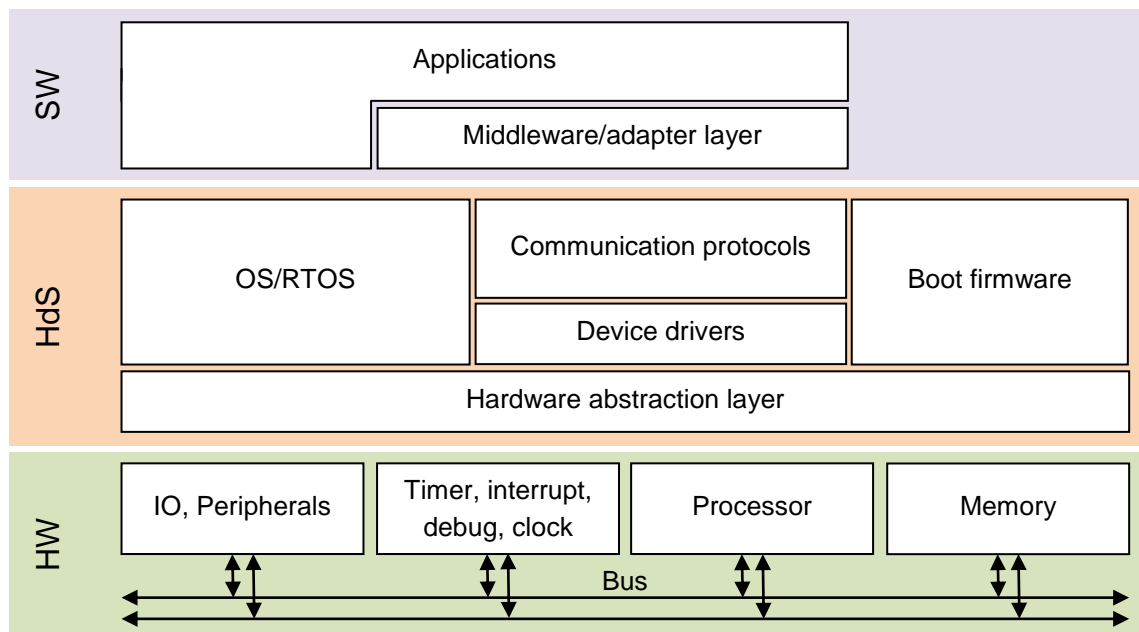 SW
Applications
Middleware/adapter layer
HdS
OS/RTOS
Communication protocols
Device drivers
Boot firmware
Hardware abstraction layer
HW
IO, Peripherals
Timer, interrupt,
debug, clock
Processor
Memory
Bus